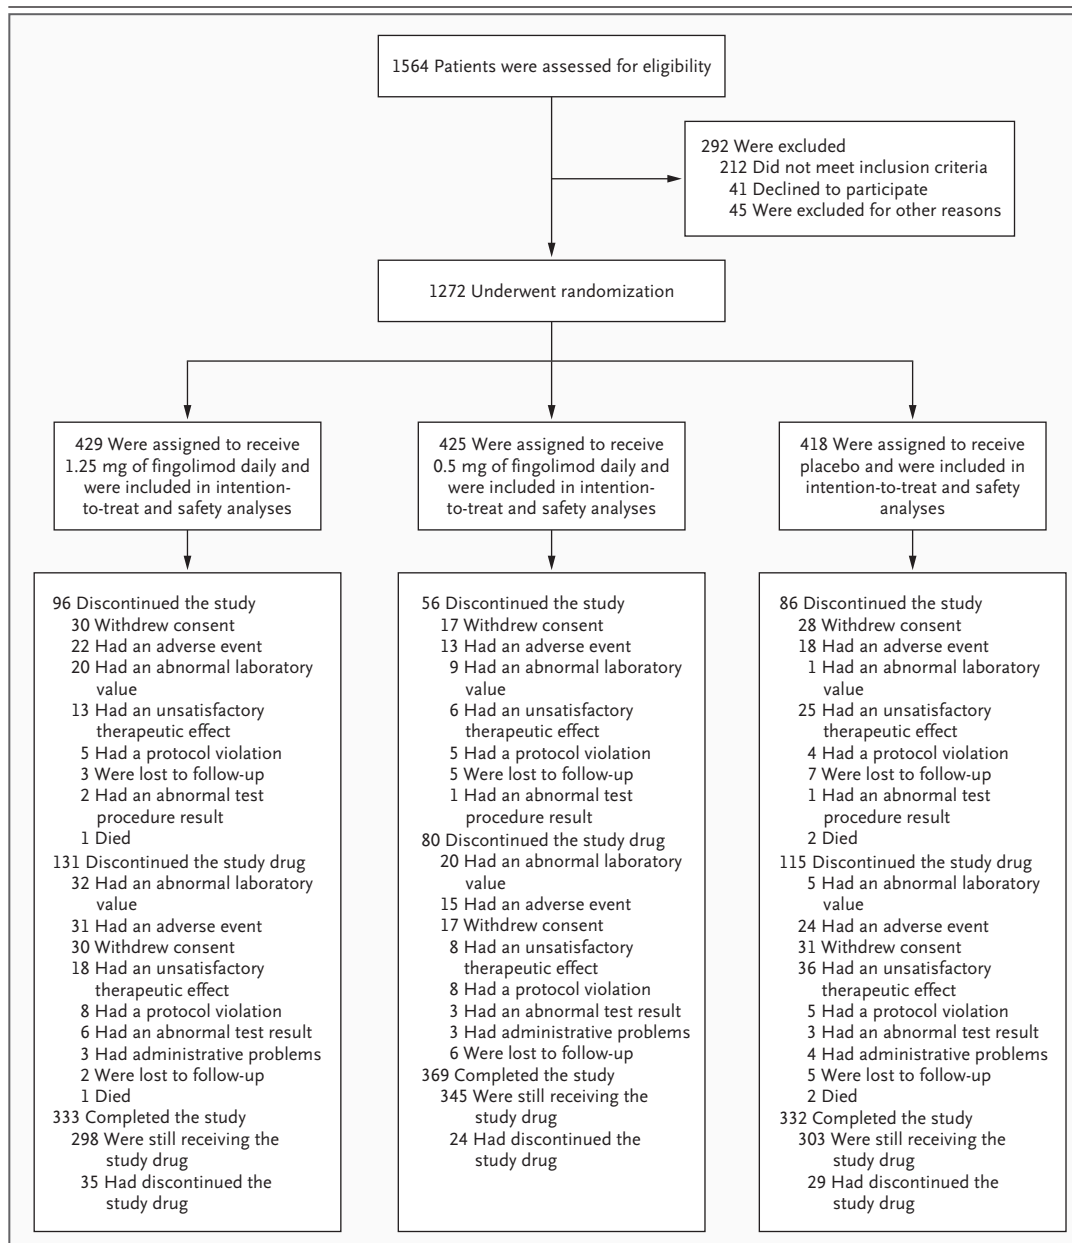 1564 Patients were assessed for eligibility
292 Were excluded
212 Did not meet inclusion criteria
41 Declined to participate
45 Were excluded for other reasons
1272 Underwent randomization
429 Were assigned to receive
1.25 mg of fingolimod daily and
were included in intention-
to-treat and safety analyses
425 Were assigned to receive
0.5 mg of fingolimod daily and
were included in intention-
to-treat and safety analyses
418 Were assigned to receive
placebo and were included in
intention-to-treat and safety
analyses
96 Discontinued the study
30 Withdrew consent
22 Had an adverse event
20 Had an abnormal laboratory
value
13 Had an unsatisfactory
therapeutic effect
5 Had a protocol violation
3 Were lost to follow-up
2 Had an abnormal test
procedure result
1 Died
131 Discontinued the study drug
32 Had an abnormal laboratory
value
31 Had an adverse event
30 Withdrew consent
18 Had an unsatisfactory
therapeutic effect
8 Had a protocol violation
6 Had an abnormal test result
3 Had administrative problems
2 Were lost to follow-up
1 Died
333 Completed the study
298 Were still receiving the
study drug
35 Had discontinued the
study drug
56 Discontinued the study
17 Withdrew consent
13 Had an adverse event
9 Had an abnormal laboratory
value
6 Had an unsatisfactory
therapeutic effect
5 Had a protocol violation
5 Were lost to follow-up
1 Had an abnormal test
procedure result
80 Discontinued the study drug
20 Had an abnormal laboratory
value
15 Had an adverse event
17 Withdrew consent
8 Had an unsatisfactory
therapeutic effect
8 Had a protocol violation
3 Had an abnormal test result
3 Had administrative problems
6 Were lost to follow-up
369 Completed the study
345 Were still receiving the
study drug
24 Had discontinued the
study drug
86 Discontinued the study
28 Withdrew consent
18 Had an adverse event
1 Had an abnormal laboratory
value
25 Had an unsatisfactory
therapeutic effect
4 Had a protocol violation
7 Were lost to follow-up
1 Had an abnormal test
procedure result
2 Died
115 Discontinued the study drug
5 Had an abnormal laboratory
value
24 Had an adverse event
31 Withdrew consent
36 Had an unsatisfactory
therapeutic effect
5 Had a protocol violation
3 Had an abnormal test result
4 Had administrative problems
5 Were lost to follow-up
2 Died
332 Completed the study
303 Were still receiving the
study drug
29 Had discontinued the
study drug